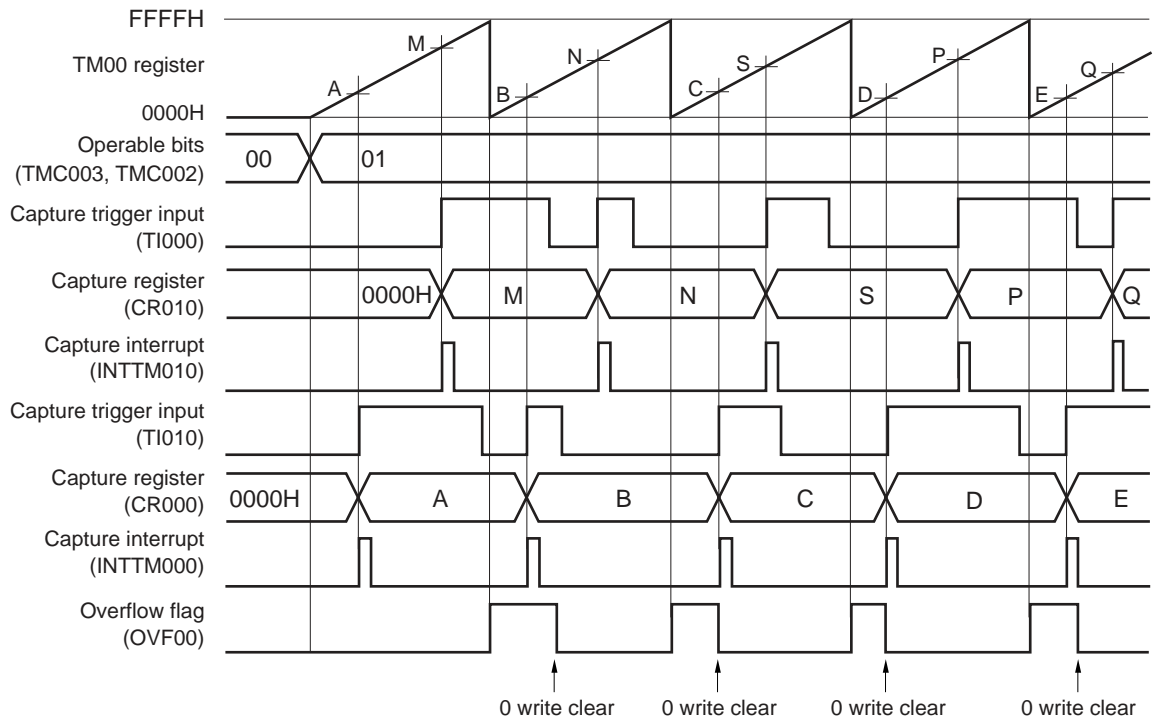 FFFFH
TM00 register
0000H
A M B N C S D P E Q
Operable bits
(TMC003, TMC002)
00 01
Capture trigger input
(TI000)
Capture register
(CR010)
0000H M N S P Q
Capture interrupt
(INTTM010)
Capture trigger input
(TI010)
Capture register
(CR000)
0000H A B C D E
Capture interrupt
(INTTM000)
Overflow flag
(OVF00)
0 write clear 0 write clear 0 write clear 0 write clear